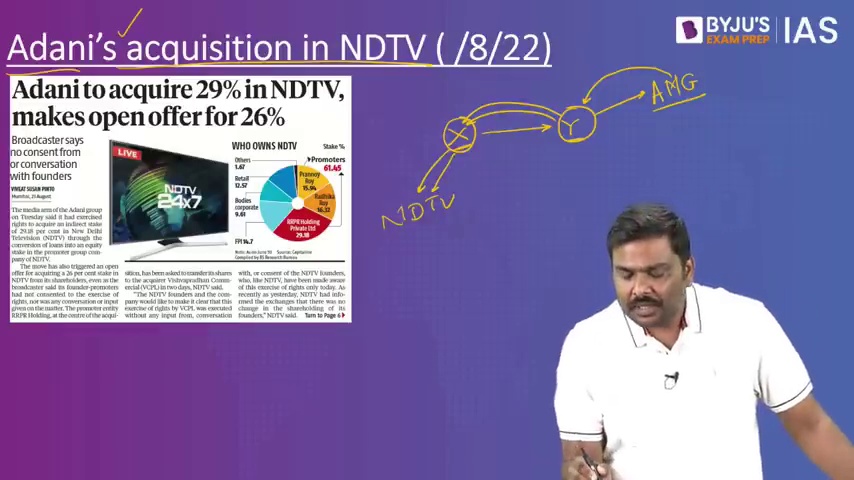 BYJU'S
EXAM PREP
IAS
Adani's acquisition in NDTV ( /8/22)
Adani to acquire 29% in NDTV,
makes open offer for 26%
Broadcaster says
no consent from
or conversation
with founders
VIVEAT SUSAN PINTO
Mumbai, 23 August
The media arm of the Adani group
on Tuesday said it had exercised
rights to acquire an indirect stake
of 29.18 per cent in New Delhi
Television (NDTV) through the
conversion of loans into an equity
stake in the promoter group com-
pany of NDTV.
The move has also triggered an open
offer for acquiring a 26 per cent stake
in NDTV from its shareholders, even as the
broadcaster said its founder-promoters
had not consented to the exercise of
rights, nor was any conversation or input
given on the matter. The promoter entity
RRPR Holding, at the centre of the acqui-
LIVE
NDTV
24x7
WHO OWNS NDTV
Stake %
Others
1.67
Retail
12.57
Bodies
corporate
9.61
FPI 14.7
Promoters
61.45
Prannoy
Roy
15.94
Radhika
Roy
16.32
RRPR Holding
Private Ltd
29.18
Note: As on June 30 Source: Capitaline
Compiled by BS Research Bureau
sition, has been asked to transfer its shares
to the acquirer Vishvapradhan Comme-
rcial (VCPL) in two days, NDTV said.
"The NDTV founders and the com-
pany would like to make it clear that this
exercise of rights by VCPL was executed
without any input from, conversation
with, or consent of the NDTV founders,
who, like NDTV, have been made aware
of this exercise of rights only today. As
recently as yesterday, NDTV had infor-
med the exchanges that there was no
change in the shareholding of its
founders," NDTV said.
Turn to Page 6
X
Y
AMG
NDTV